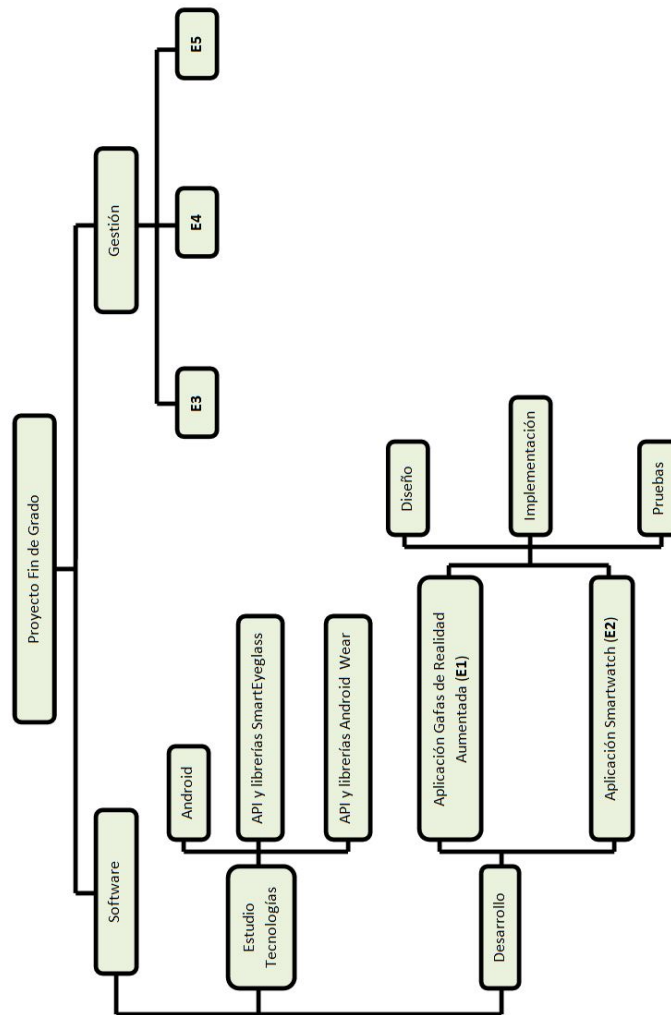 Proyecto Fin de Grado
Software
Gestión
Estudio
Tecnologías
Android
API y librerías SmartEyeglass
API y librerías Android Wear
Desarrollo
Aplicación Gafas de Realidad
Aumentada (E1)
Aplicación Smartwatch (E2)
Diseño
Implementación
Pruebas
E3
E4
E5